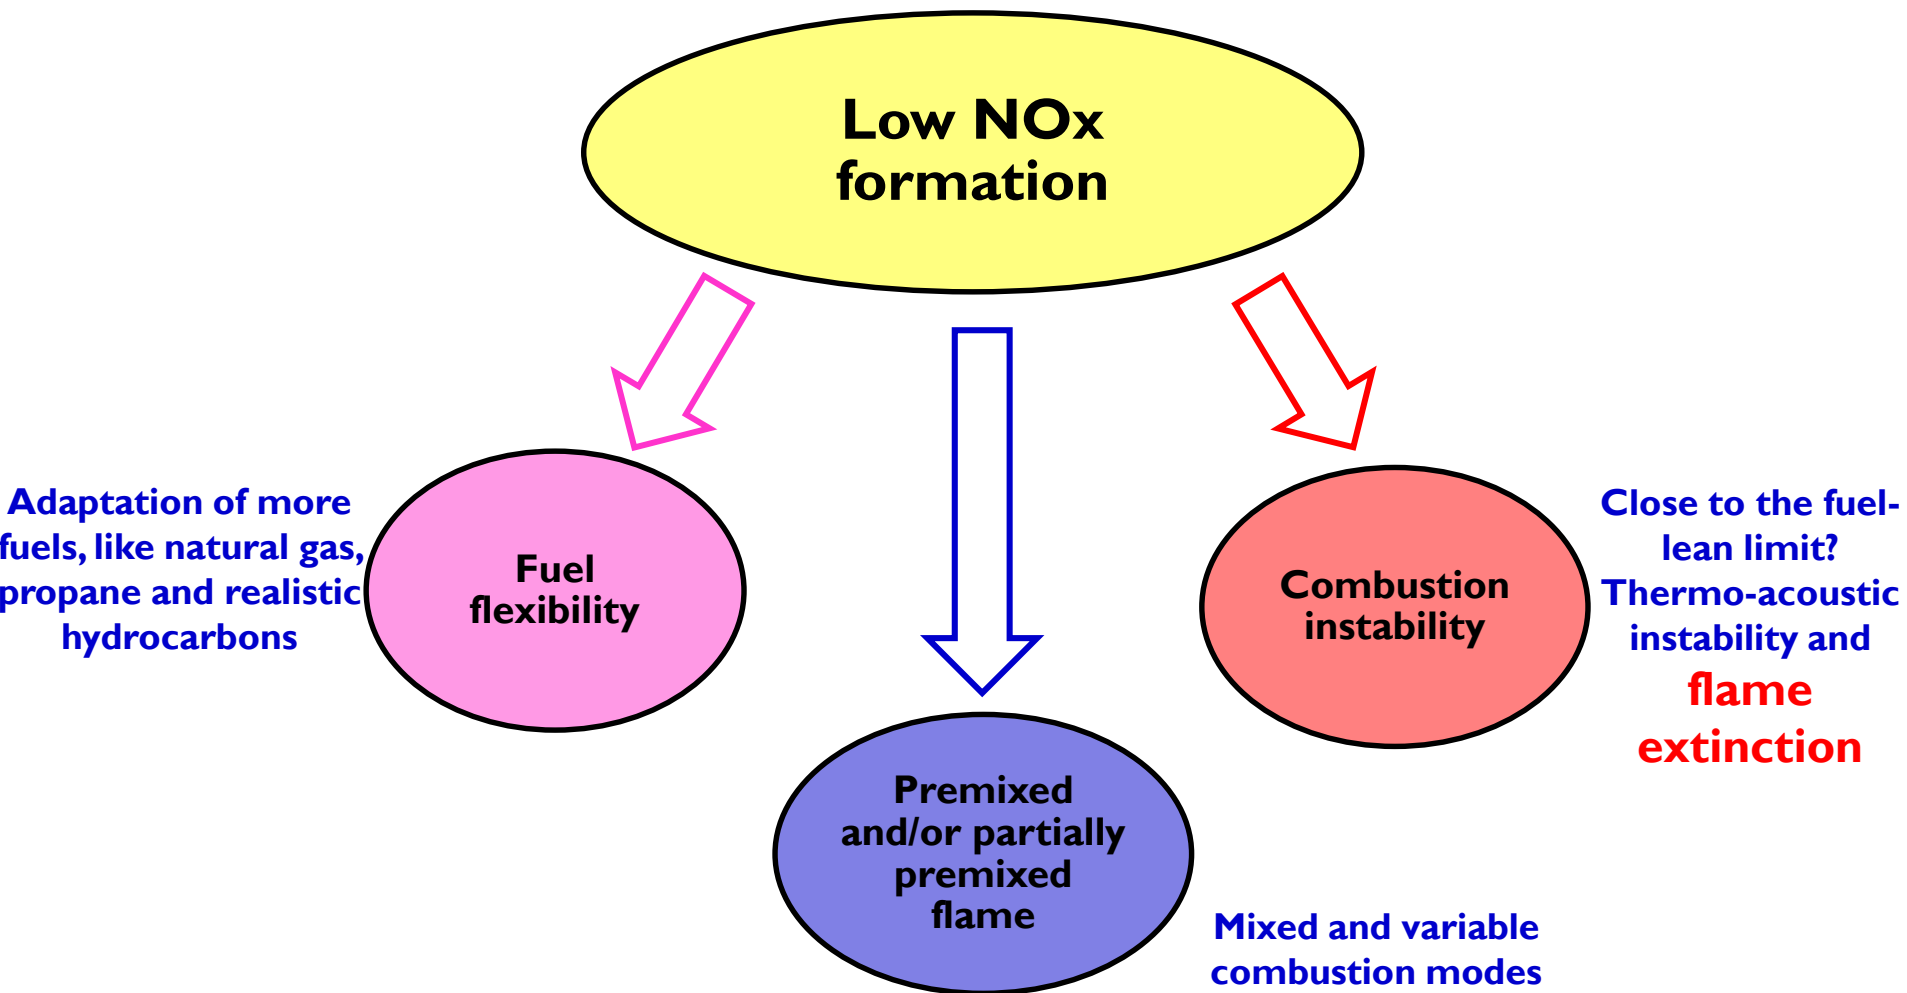 Low NOx
formation
Adaptation of more
fuels, like natural gas,
propane and realistic
hydrocarbons
Fuel
flexibility
Combustion
instability
Close to the fuel-
lean limit?
Thermo-acoustic
instability and
flame
extinction
Premixed
and/or partially
premixed
flame
Mixed and variable
combustion modes